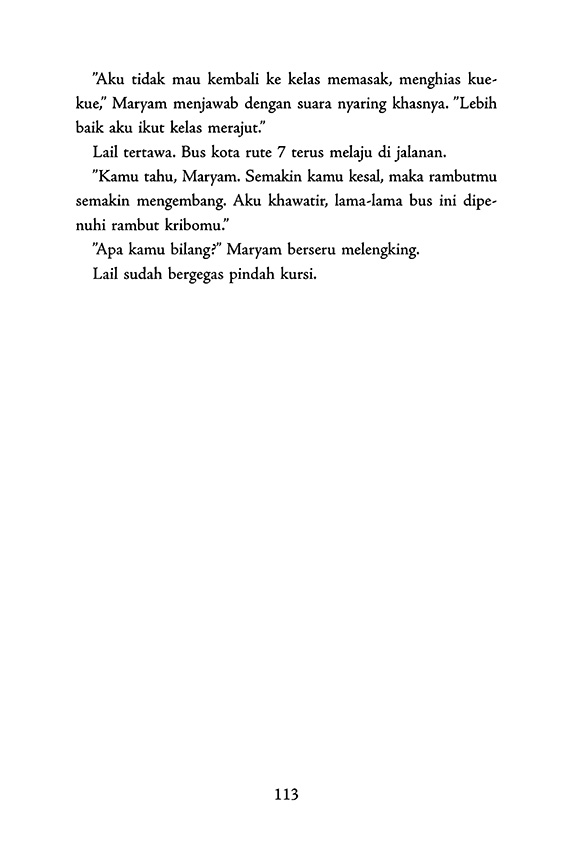 ”Aku tidak mau kembali ke kelas memasak, menghias kue-
kue,” Maryam menjawab dengan suara nyaring khasnya. ”Lebih
baik aku ikut kelas merajut.”
Lail tertawa. Bus kota rute 7 terus melaju di jalanan.
”Kamu tahu, Maryam. Semakin kamu kesal, maka rambutmu
semakin mengembang. Aku khawatir, lama-lama bus ini dipe-
nuhi rambut kribomu.”
”Apa kamu bilang?” Maryam berseru melengking.
Lail sudah bergegas pindah kursi.
113